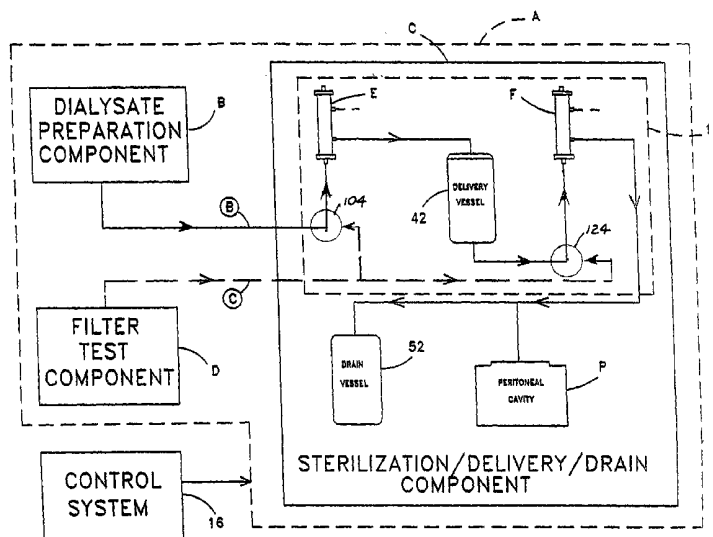 A
C
DIALYSATE
PREPARATION
COMPONENT
B
E
F
1
42
DELIVERY
VESSEL
104
124
B
C
FILTER
TEST
COMPONENT
D
DRAIN
VESSEL
52
PERITONEAL
CAVITY
P
STERILIZATION/DELIVERY/DRAIN
COMPONENT
CONTROL
SYSTEM
16